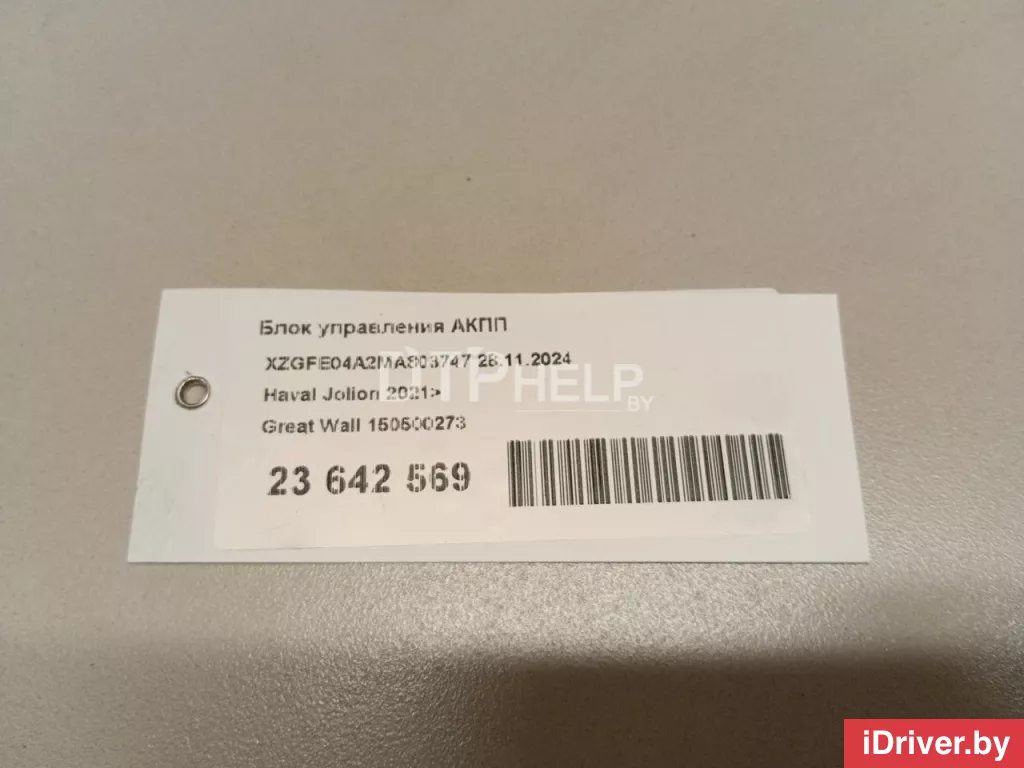 Блок управления АКПП
XZGFE04A2MA803747 28.11.2024
Haval Jolion 2021>
Great Wall 150500273
23 642 569
HELP
BY
iDriver.by